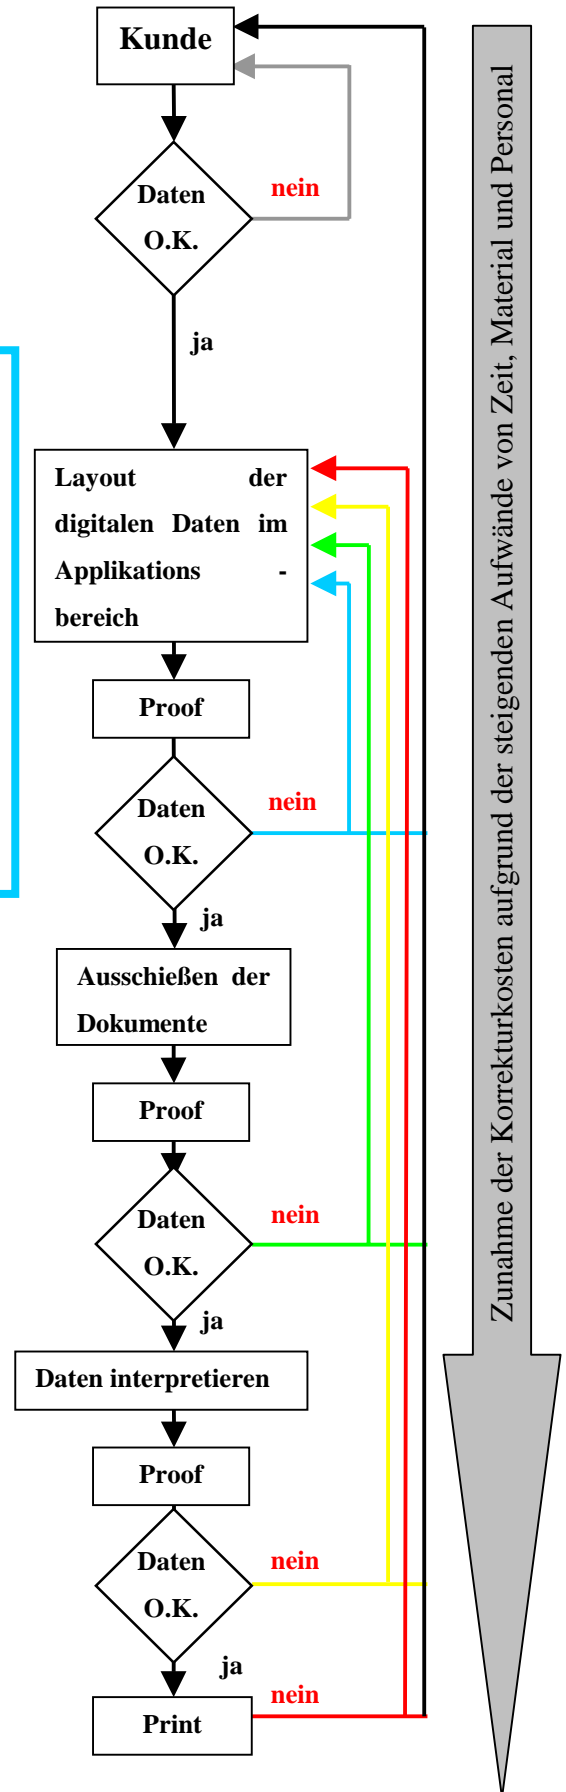 Kunde
Daten
O.K.
nein
ja
Layout der
digitalen Daten im
Applikations -
bereich
Proof
Daten
O.K.
nein
ja
Ausschießen der
Dokumente
Proof
Daten
O.K.
nein
ja
Daten interpretieren
Proof
Daten
O.K.
nein
ja
Print
nein
Zunahme der Korrekturkosten aufgrund der steigenden Aufwände von Zeit, Material und Personal